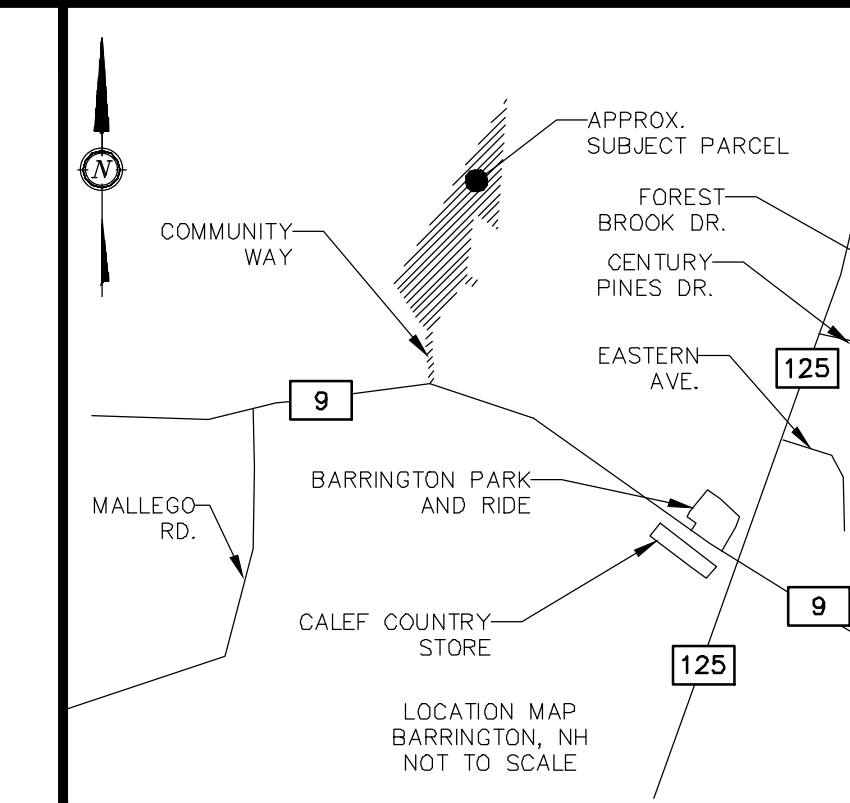 APPROX.
SUBJECT PARCEL
N
FOREST
BROOK DR.
COMMUNITY
WAY
CENTURY
PINES DR.
EASTERN
AVE.
125
9
BARRINGTON PARK
AND RIDE
MALLEGO
RD.
9
CALEF COUNTRY
STORE
125
LOCATION MAP
BARRINGTON, NH
NOT TO SCALE